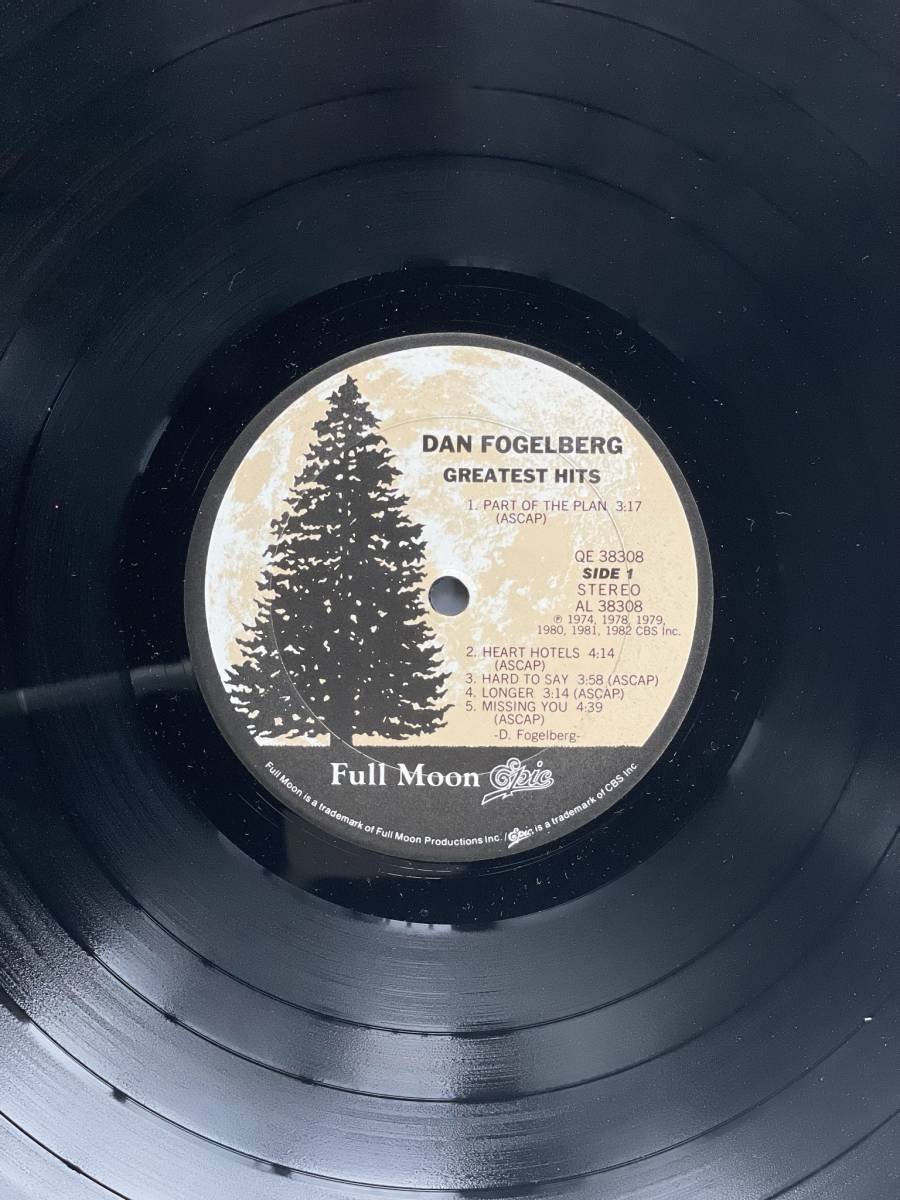 DAN FOGELBERG
GREATEST HITS
1. PART OF THE PLAN 3:17
(ASCAP)
QE 38308
SIDE 1
STEREO
AL 38308
℗ 1974, 1978, 1979,
1980, 1981, 1982 CBS Inc.
2. HEART HOTELS 4:14
(ASCAP)
3. HARD TO SAY 3:58 (ASCAP)
4. LONGER 3:14 (ASCAP)
5. MISSING YOU 4:39
(ASCAP)
-D. Fogelberg-
Full Moon Epic
Full Moon is a trademark of Full Moon Productions Inc. / Epic is a trademark of CBS Inc.